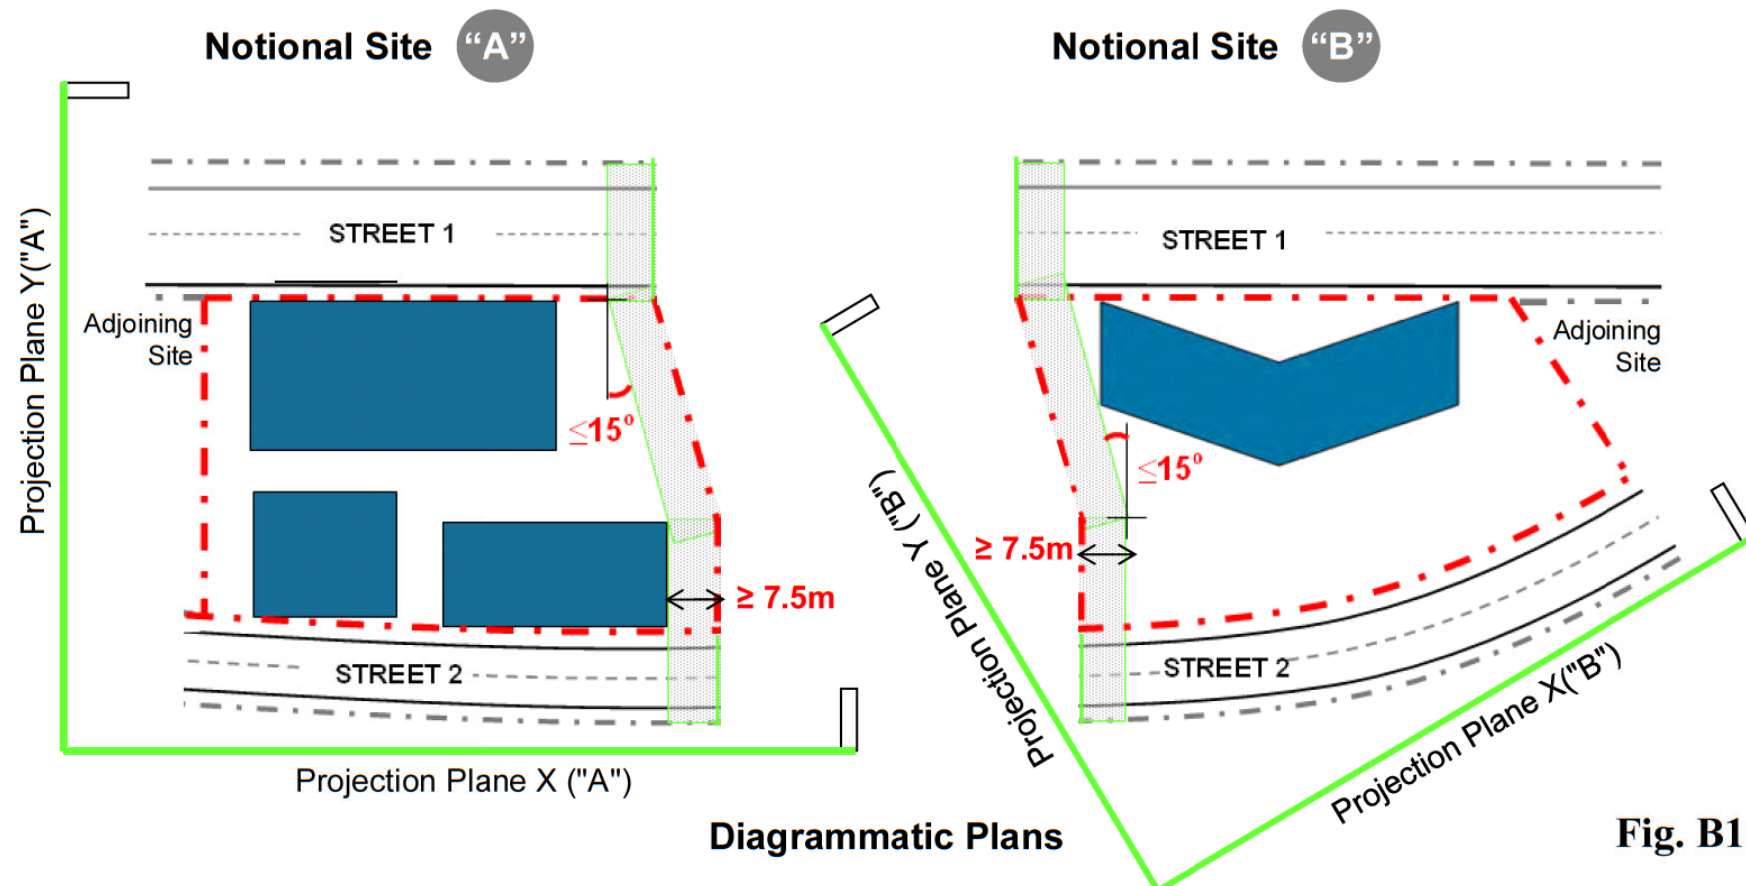 Notional Site “A”
Notional Site “B”
Projection Plane Y("A")
STREET 1
Adjoining
Site
≤15°
≥ 7.5m
STREET 2
Projection Plane X ("A")
STREET 1
Adjoining
Site
Projection Plane Y ("B")
≤15°
≥ 7.5m
STREET 2
Projection Plane X("B")
Diagrammatic Plans
Fig. B1